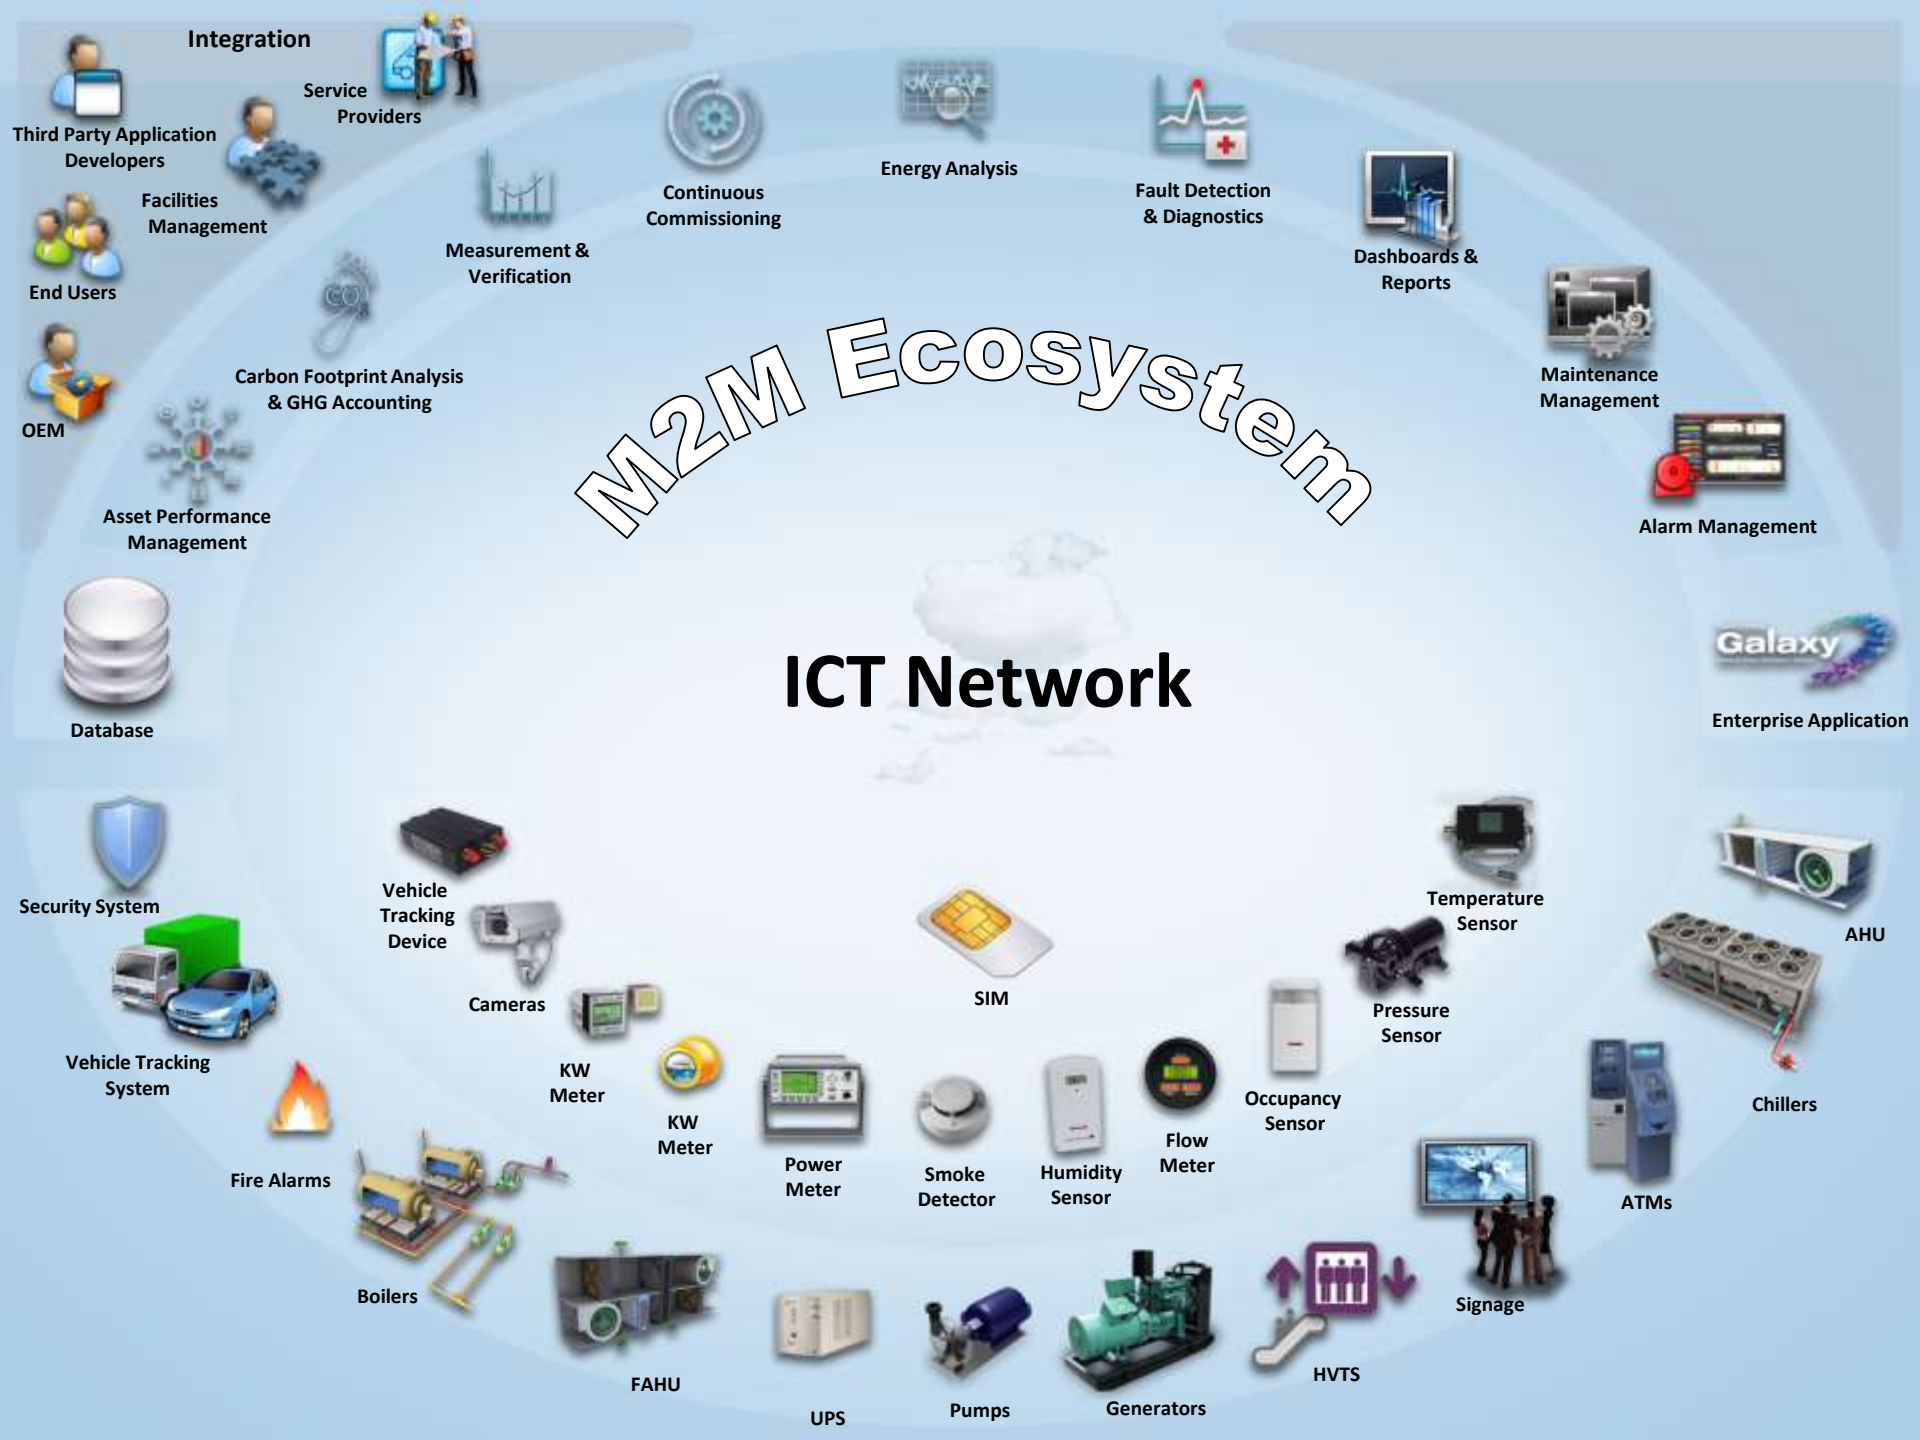 Integration
Service
Providers
Third Party Application
Developers
Facilities
Management
End Users
OEM
Continuous
Commissioning
Energy Analysis
Fault Detection
& Diagnostics
Measurement &
Verification
Dashboards &
Reports
CO2
Carbon Footprint Analysis
& GHG Accounting
Maintenance
Management
Asset Performance
Management
Alarm Management
M2M Ecosystem
ICT Network
Database
Galaxy
Enterprise Application
Security System
Vehicle
Tracking
Device
Temperature
Sensor
AHU
Cameras
SIM
Pressure
Sensor
Vehicle Tracking
System
KW
Meter
Occupancy
Sensor
Chillers
KW
Meter
Flow
Meter
Power
Meter
Smoke
Detector
Humidity
Sensor
Fire Alarms
ATMs
Boilers
Signage
FAHU
UPS
Pumps
Generators
HVTS